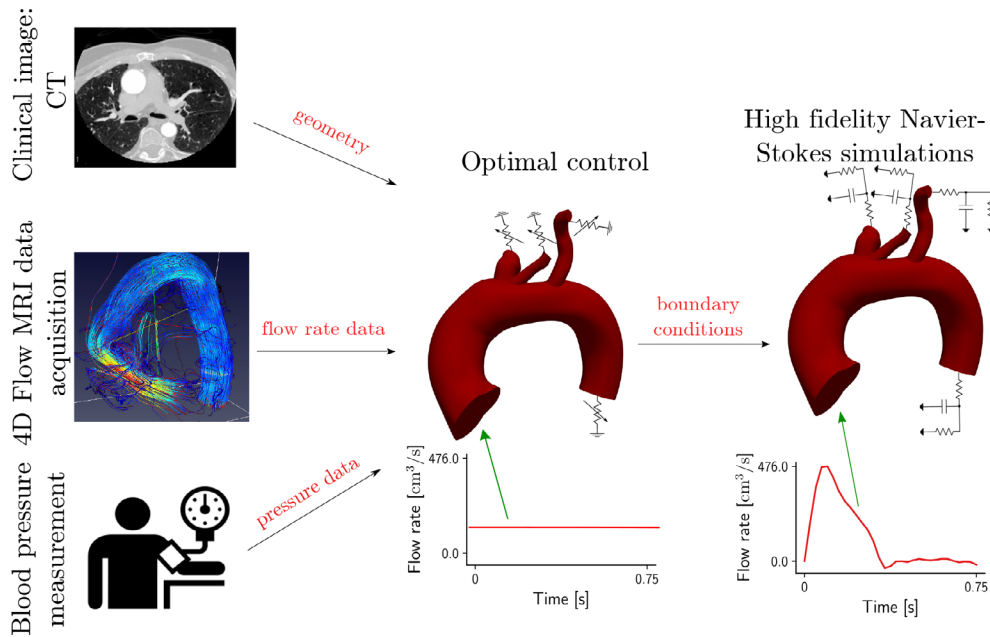 Clinical image:
CT
geometry
4D Flow MRI data
acquisition
flow rate data
Blood pressure
measurement
pressure data
Optimal control
Flow rate [cm³/s]
476.0
0.0
0
0.75
Time [s]
boundary
conditions
High fidelity Navier-
Stokes simulations
Flow rate [cm³/s]
476.0
0.0
0
0.75
Time [s]